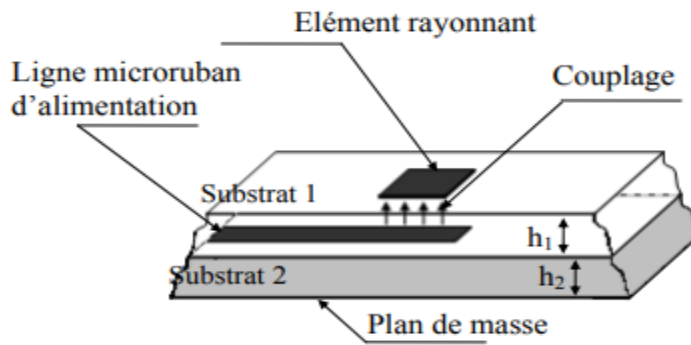 Elément rayonnant
Ligne microruban
d'alimentation
Couplage
Substrat 1
h₁
Substrat 2
h₂
Plan de masse